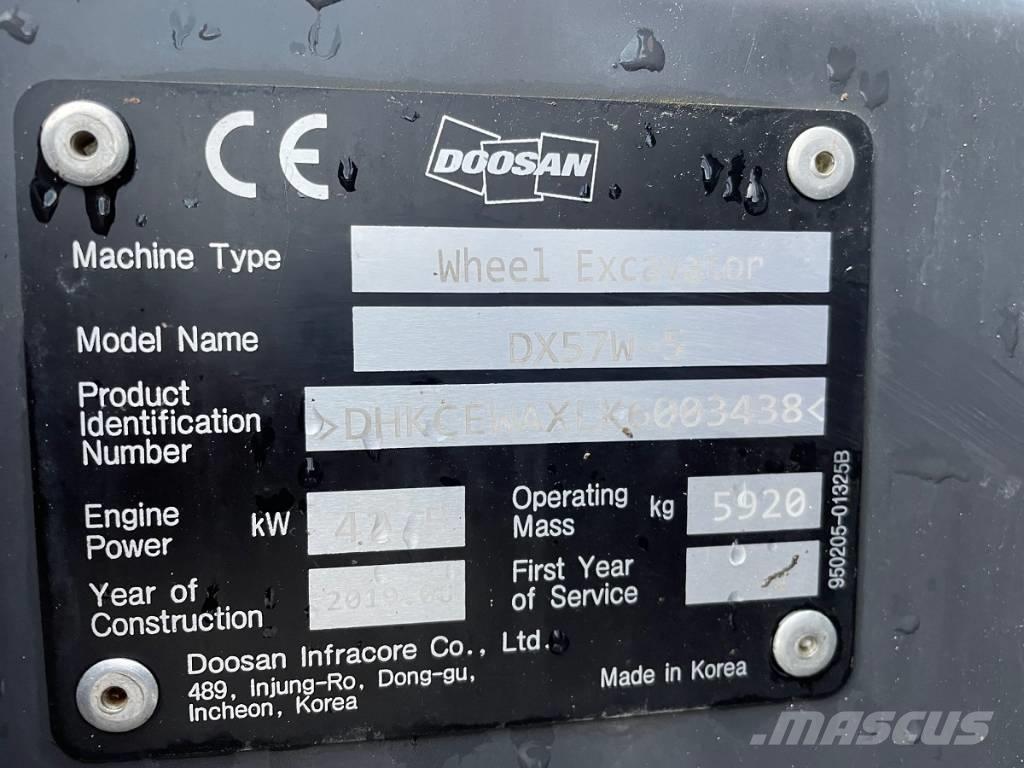 CE DOOSAN
Machine Type Wheel Excavator
Model Name DX57W-5
Product
Identification
Number >DHKCEWAXLK6003438<
Engine
Power kW
Operating
Mass kg 5920
Year of
Construction
First Year
of Service
Doosan Infracore Co., Ltd.
489, Injung-Ro, Dong-gu,
Incheon, Korea
Made in Korea
950205-01325B
MASCUS